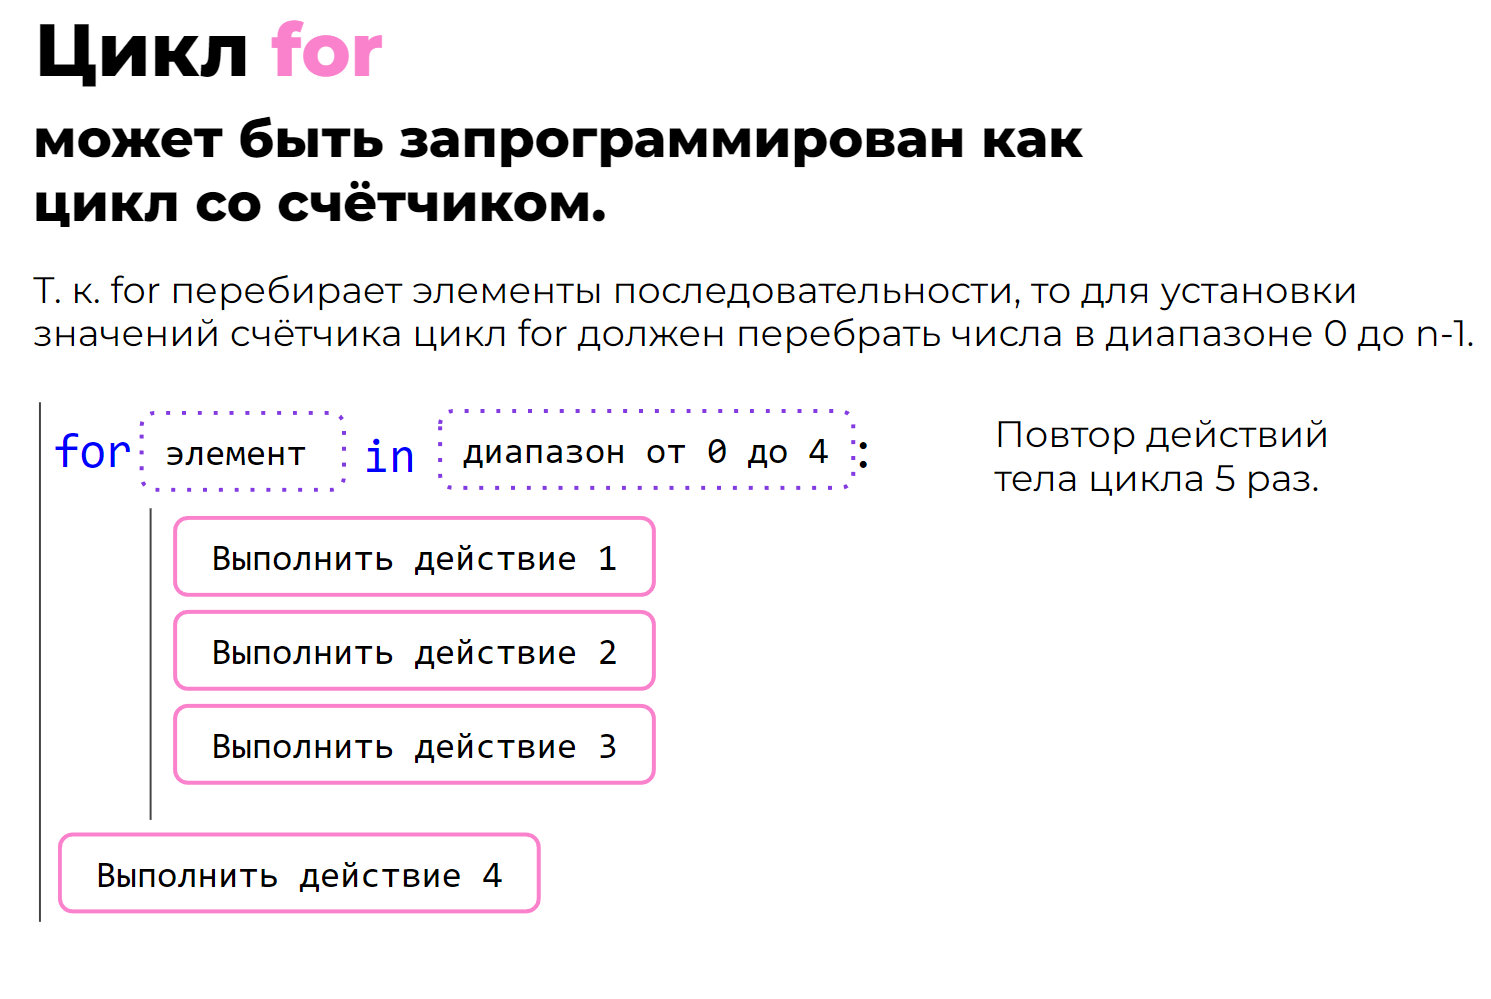 Цикл for
может быть запрограммирован как
цикл со счётчиком.
Т. к. for перебирает элементы последовательности, то для установки
значений счётчика цикл for должен перебрать числа в диапазоне 0 до n-1.
for элемент in диапазон от 0 до 4 :
Повтор действий
тела цикла 5 раз.
Выполнить действие 1
Выполнить действие 2
Выполнить действие 3
Выполнить действие 4